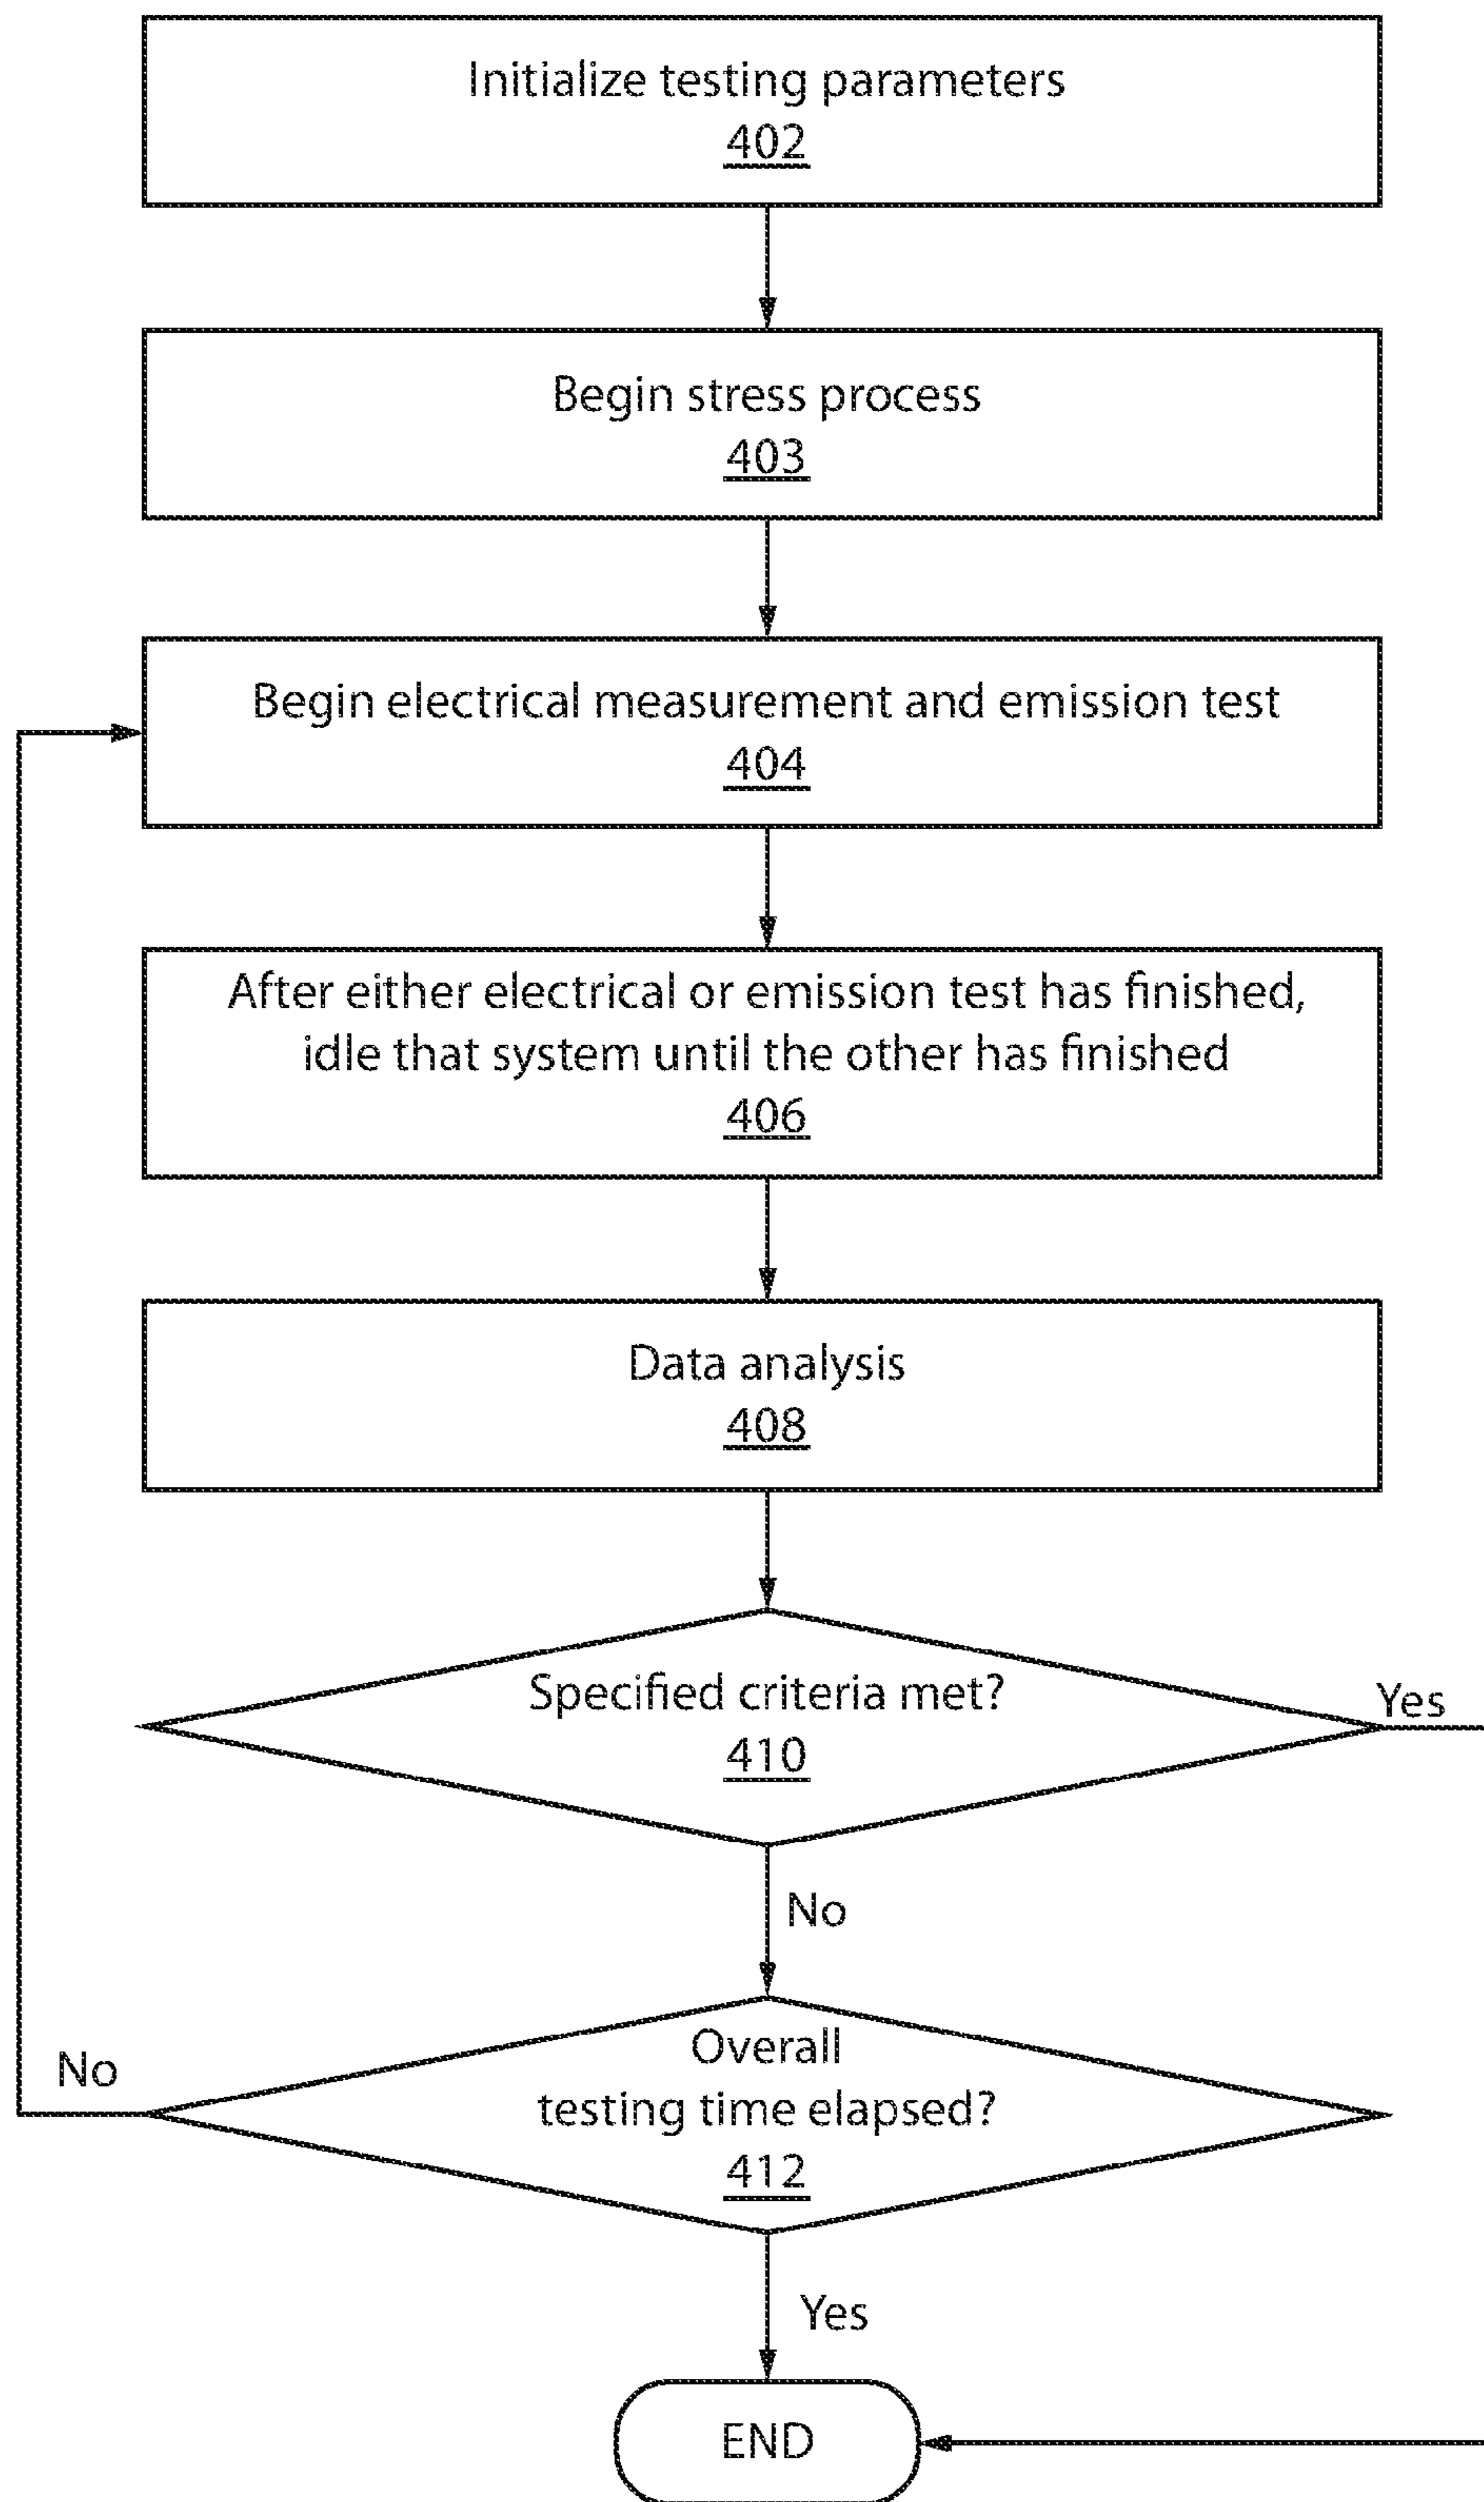 Initialize testing parameters
402
Begin stress process
403
Begin electrical measurement and emission test
404
After either electrical or emission test has finished,
idle that system until the other has finished
406
Data analysis
408
Specified criteria met?
410
Yes
No
Overall
testing time elapsed?
412
No
Yes
END